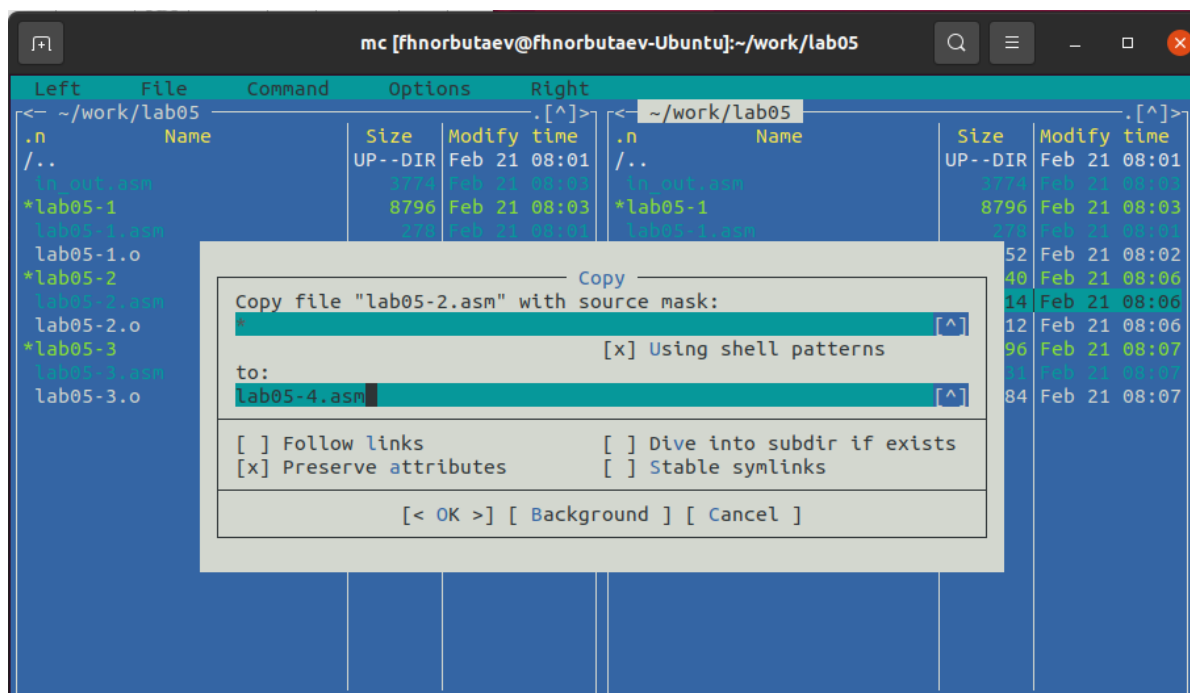 mc [fhnorbutaev@fhnorbutaev-Ubuntu]:~/work/lab05
Left File Command Options Right
<─ ~/work/lab05 .[^]> <─ ~/work/lab05 .[^]>
.n Name Size Modify time .n Name Size Modify time
/.. UP--DIR Feb 21 08:01 /.. UP--DIR Feb 21 08:01
in_out.asm 3774 Feb 21 08:03 in_out.asm 3774 Feb 21 08:03
*lab05-1 8796 Feb 21 08:03 *lab05-1 8796 Feb 21 08:03
lab05-1.asm 278 Feb 21 08:01 lab05-1.asm 278 Feb 21 08:01
lab05-1.o 52 Feb 21 08:02
*lab05-2 Copy 40 Feb 21 08:06
lab05-2.asm Copy file "lab05-2.asm" with source mask: 14 Feb 21 08:06
lab05-2.o * [^] 12 Feb 21 08:06
*lab05-3 [x] Using shell patterns 96 Feb 21 08:07
lab05-3.asm to: 31 Feb 21 08:07
lab05-3.o lab05-4.asm [^] 84 Feb 21 08:07
[ ] Follow links [ ] Dive into subdir if exists
[x] Preserve attributes [ ] Stable symlinks
[< OK >] [ Background ] [ Cancel ]